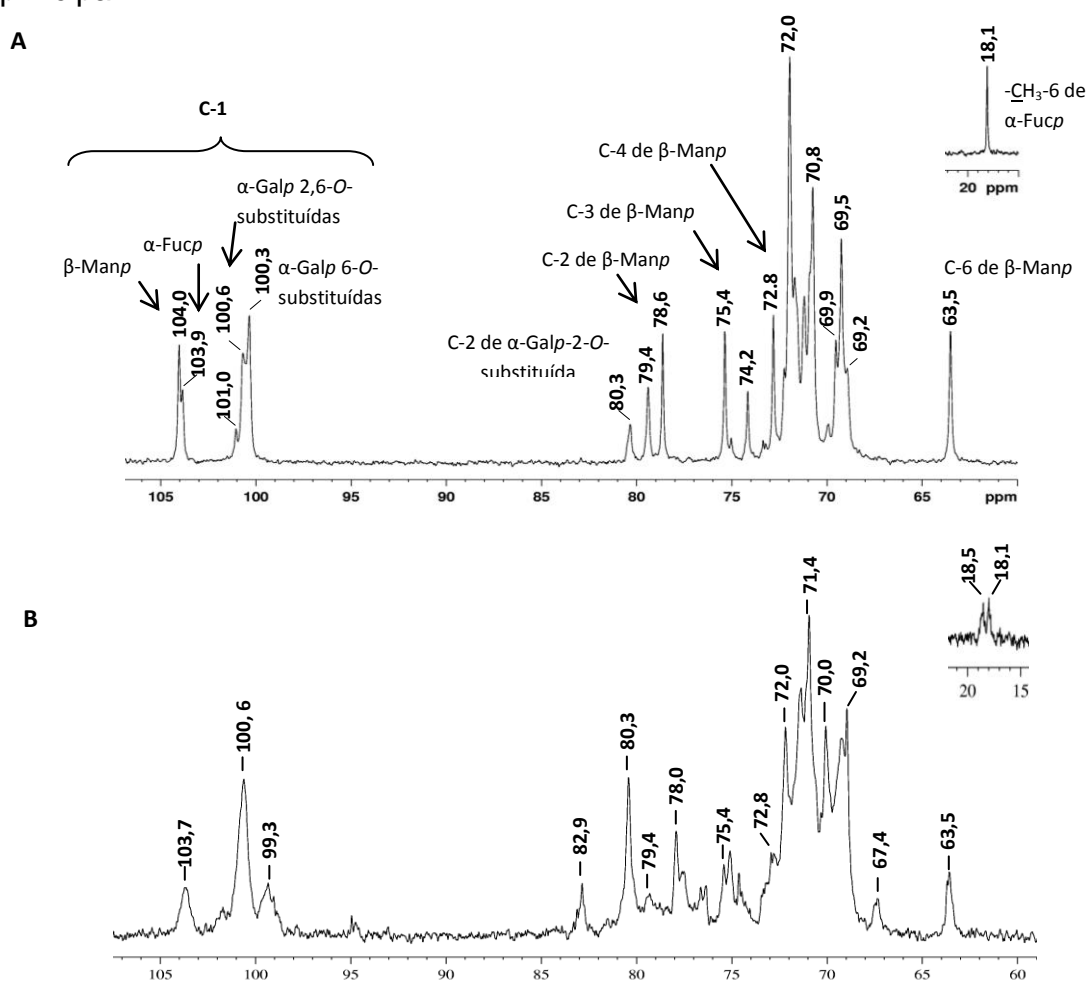 A
C-1
β-Manp
α-Fucp
α-Galp 2,6-O-
substituídas
α-Galp 6-O-
substituídas
104,0
103,9
101,0
100,6
100,3
C-2 de α-Galp-2-O-
substituída
C-2 de β-Manp
C-3 de β-Manp
C-4 de β-Manp
80,3
79,4
78,6
75,4
74,2
72.8
72,0
70,8
69,9
69,5
69,2
C-6 de β-Manp
63,5
18,1
-CH₃-6 de
α-Fucp
20 ppm
105 100 95 90 85 80 75 70 65 ppm
B
103,7
100, 6
99,3
82,9
80,3
79,4
78,0
75,4
72,8
72,0
71,4
70,0
69,2
67,4
63,5
18,5
18,1
20 15
105 100 95 90 85 80 75 70 65 60